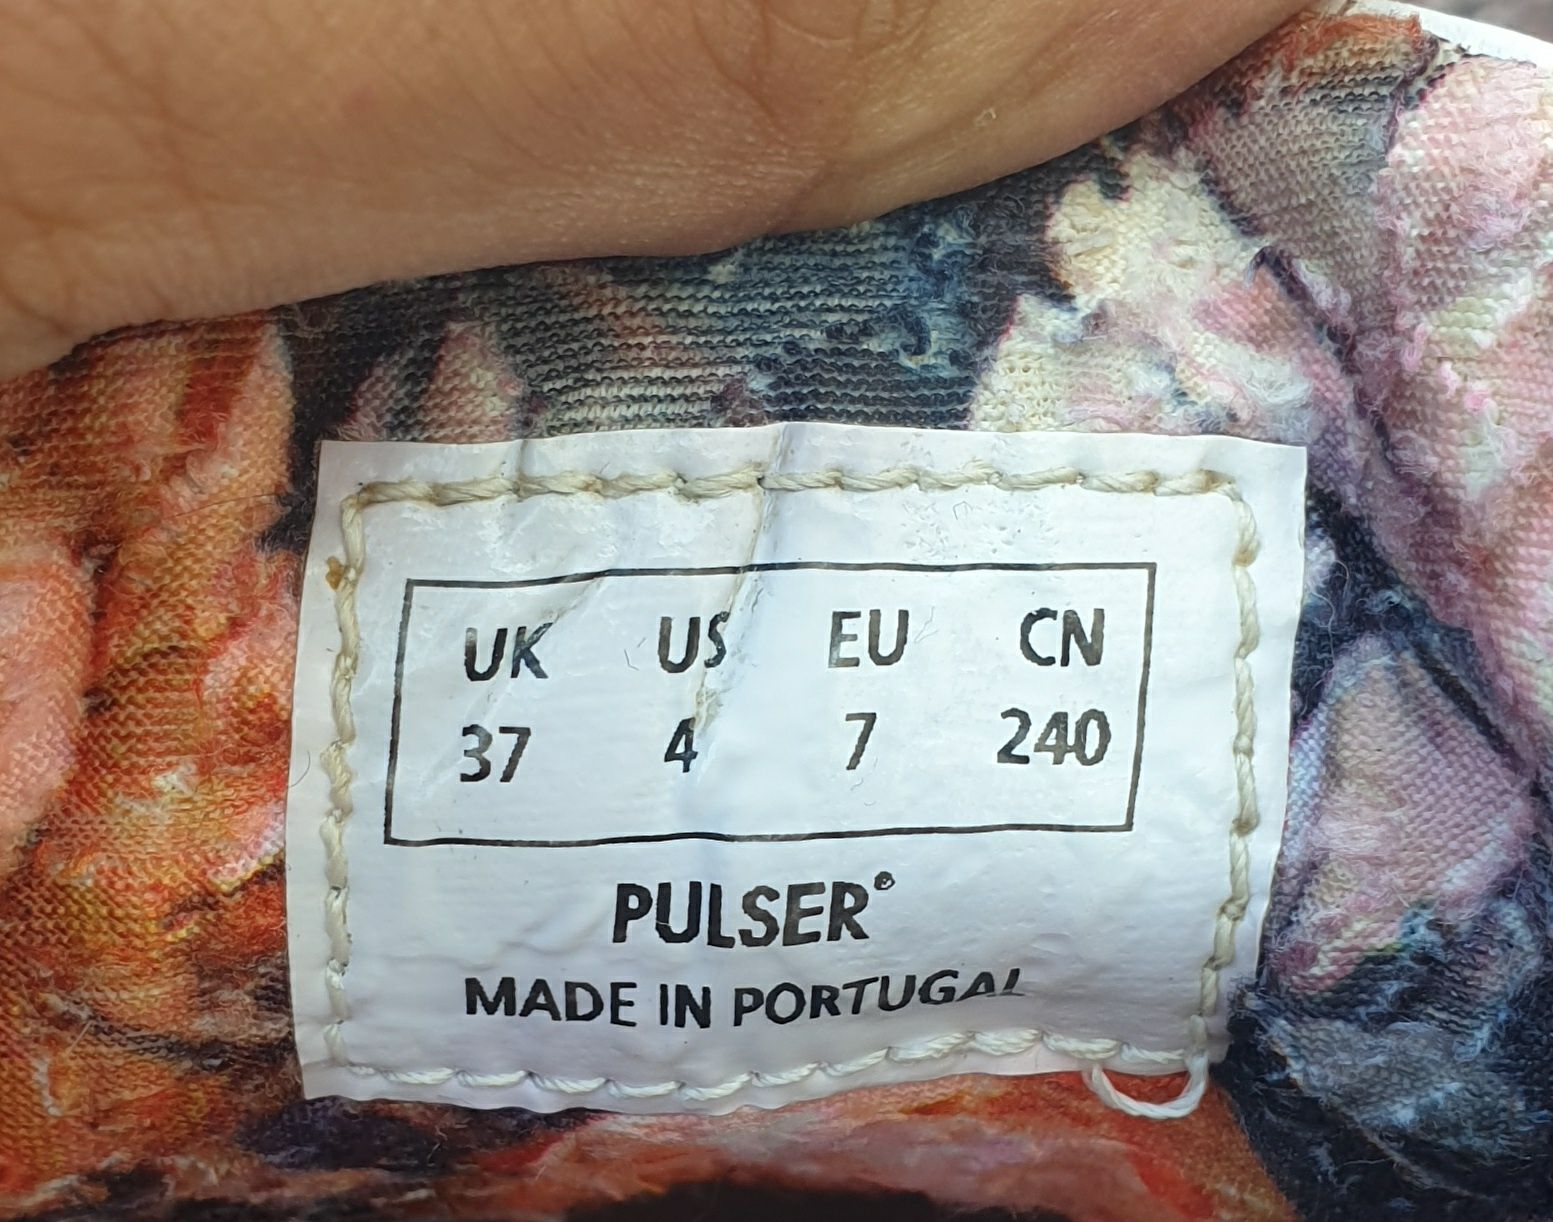 UK US EU CN
37 4 7 240
PULSER®
MADE IN PORTUGAL